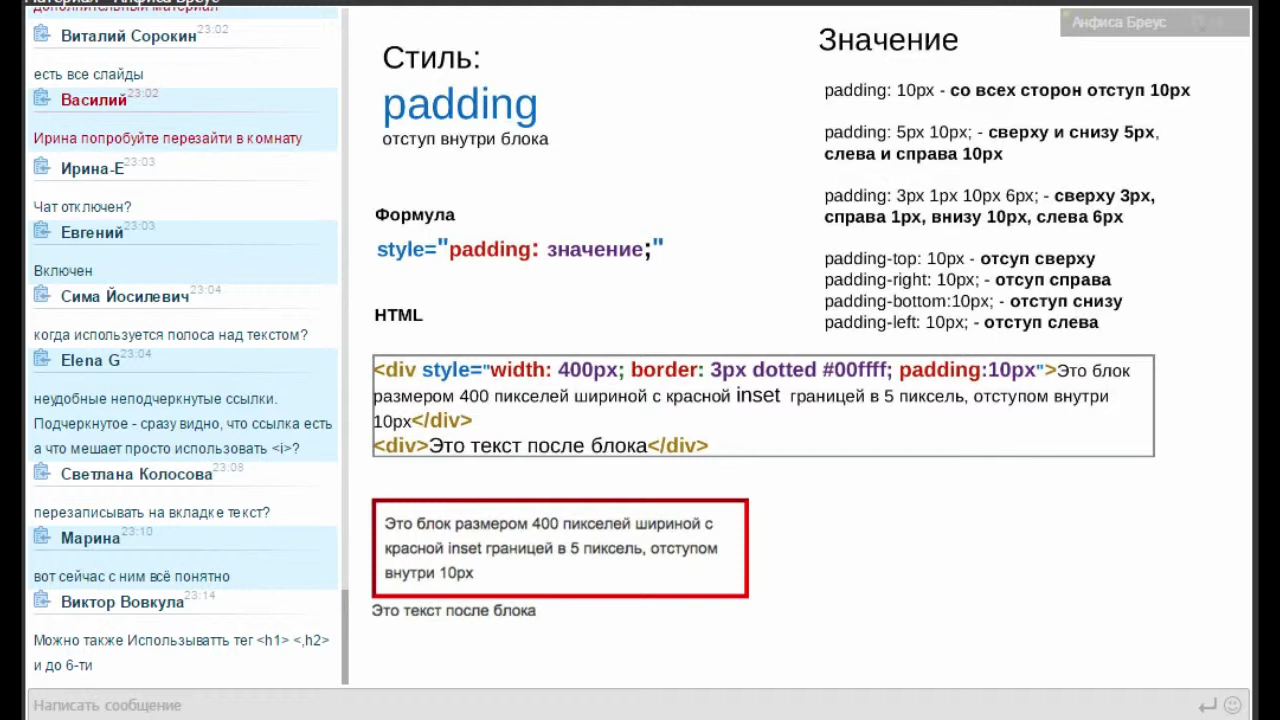 Материал - Анфиса Бреус
дополнительный материал
Виталий Сорокин 23:02
есть все слайды
Василий 23:02
Ирина попробуйте перезайти в комнату
Ирина-Е 23:03
Чат отключен?
Евгений 23:03
Включен
Сима Йосилевич 23:04
когда используется полоса над текстом?
Elena G 23:04
неудобные неподчеркнутые ссылки.
Подчеркнутое - сразу видно, что ссылка есть
а что мешает просто использовать <i>?
Светлана Колосова 23:09
перезаписывать на вкладке текст?
Марина 23:10
вот сейчас с ним всё понятно
Виктор Вовкула 23:14
Можно также Использыватть тег <h1> <,h2>
и до 6-ти
Написать сообщение
Стиль:
padding
отступ внутри блока
Формула
style="padding: значение;"
HTML
Анфиса Бреус
Значение
padding: 10px - со всех сторон отступ 10px
padding: 5px 10px; - сверху и снизу 5px,
слева и справа 10px
padding: 3px 1px 10px 6px; - сверху 3px,
справа 1px, внизу 10px, слева 6px
padding-top: 10px - отсуп сверху
padding-right: 10px; - отсуп справа
padding-bottom:10px; - отступ снизу
padding-left: 10px; - отступ слева
<div style="width: 400px; border: 3px dotted #00ffff; padding:10px">Это блок
размером 400 пикселей шириной с красной inset границей в 5 пиксель, отступом внутри
10px</div>
<div>Это текст после блока</div>
Это блок размером 400 пикселей шириной с
красной inset границей в 5 пиксель, отступом
внутри 10px
Это текст после блока